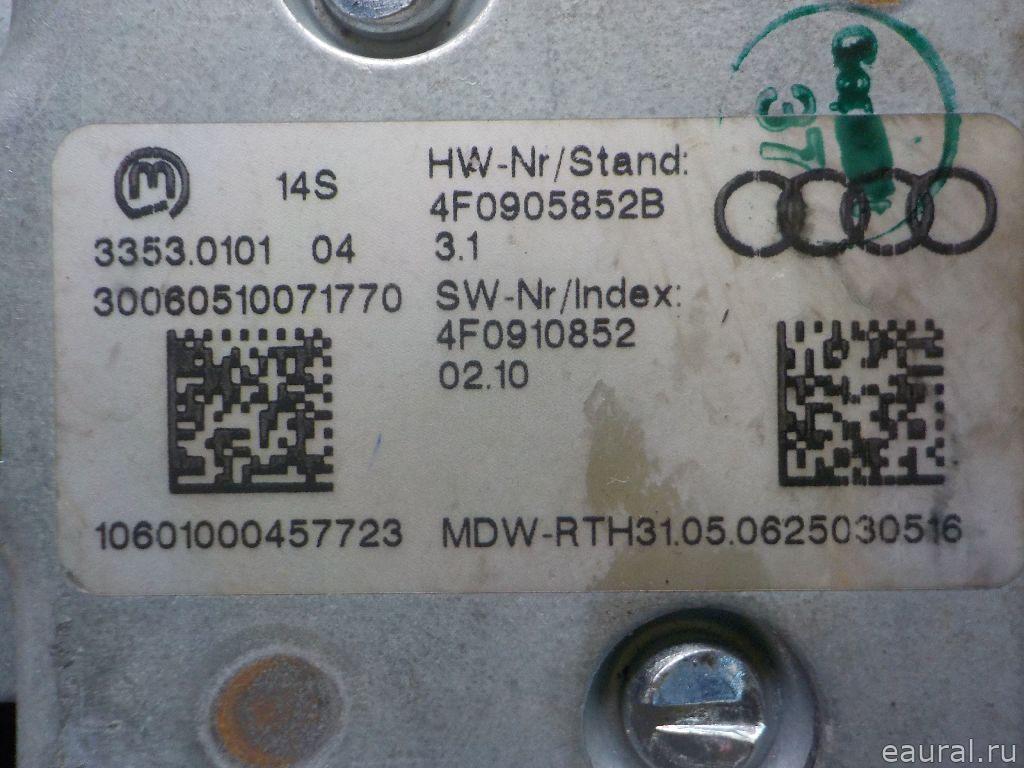 37
M
14S
3353.0101 04
30060510071770
HW-Nr/Stand:
4F0905852B
3.1
SW-Nr/Index:
4F0910852
02.10
10601000457723
MDW-RTH31.05.0625030516
eaural.ru